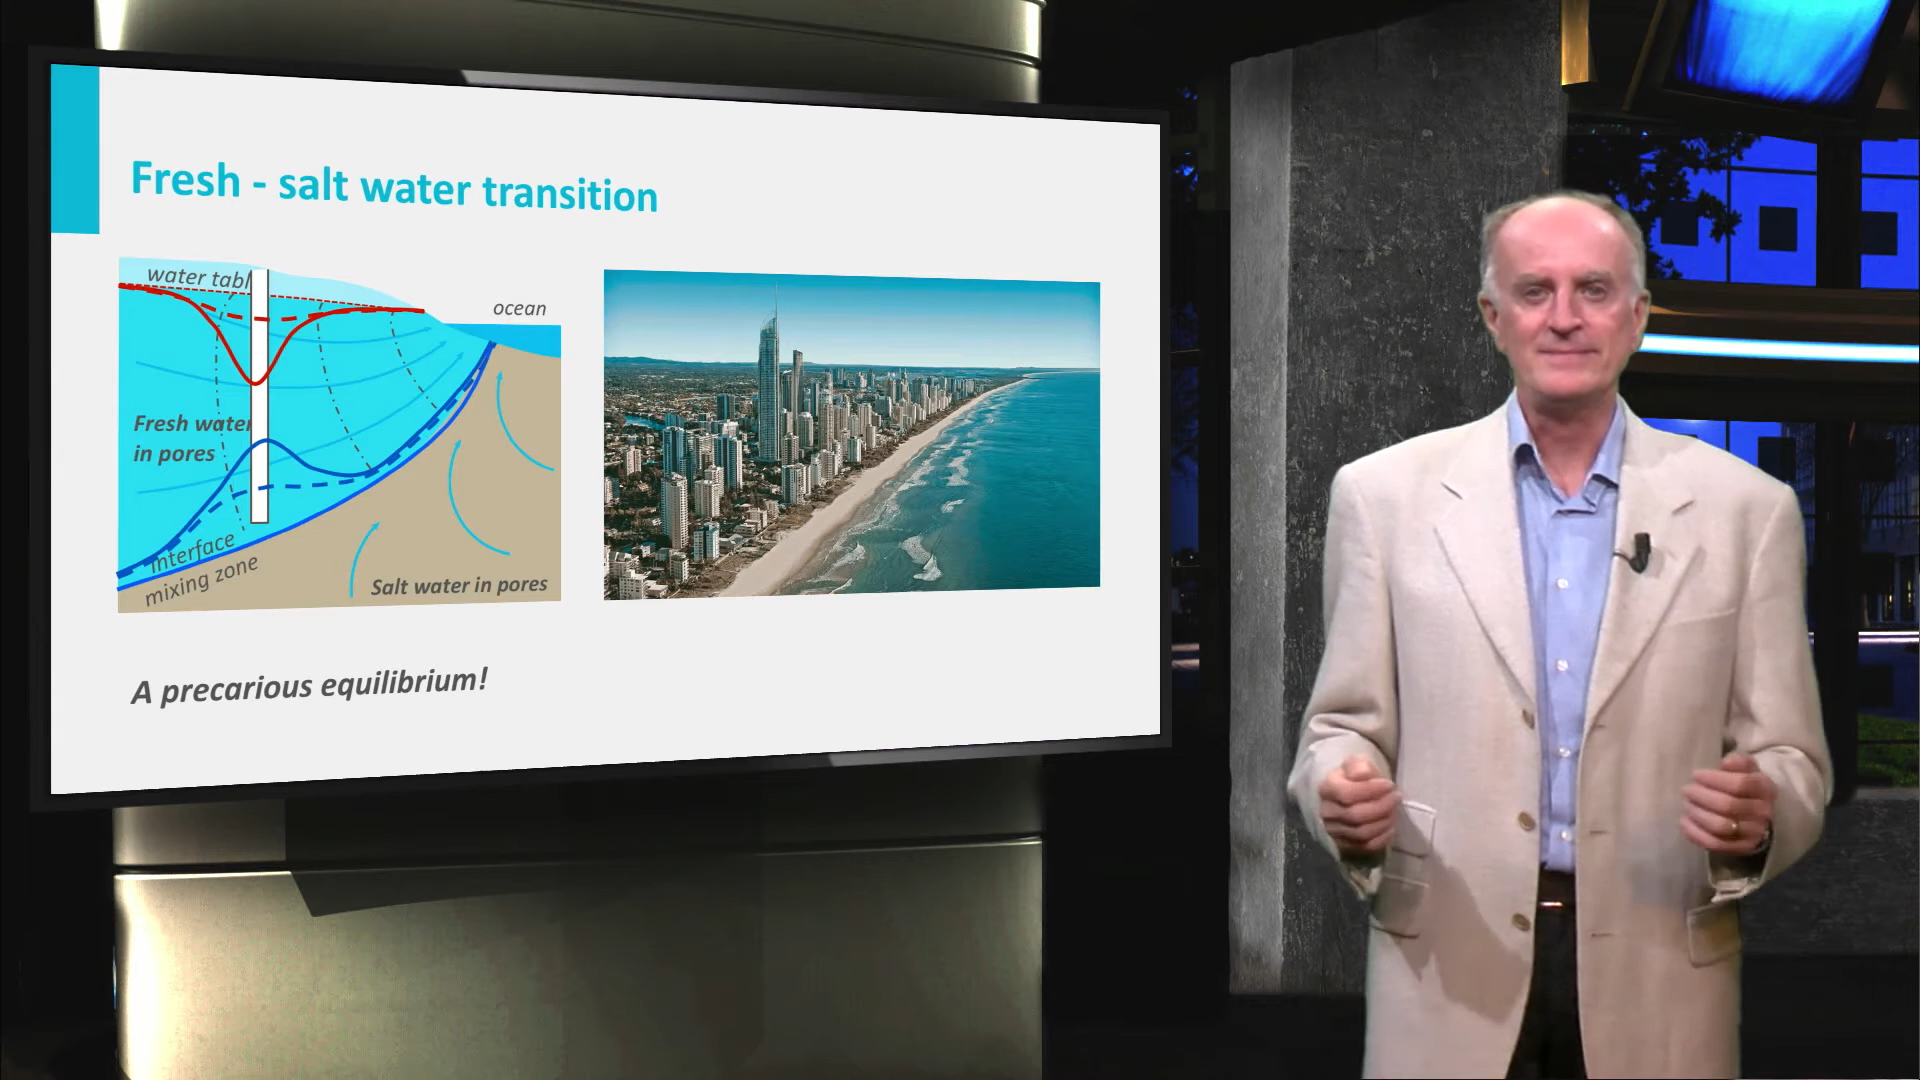 Fresh - salt water transition
water tabl
ocean
Fresh water
in pores
interface
mixing zone
Salt water in pores
A precarious equilibrium!